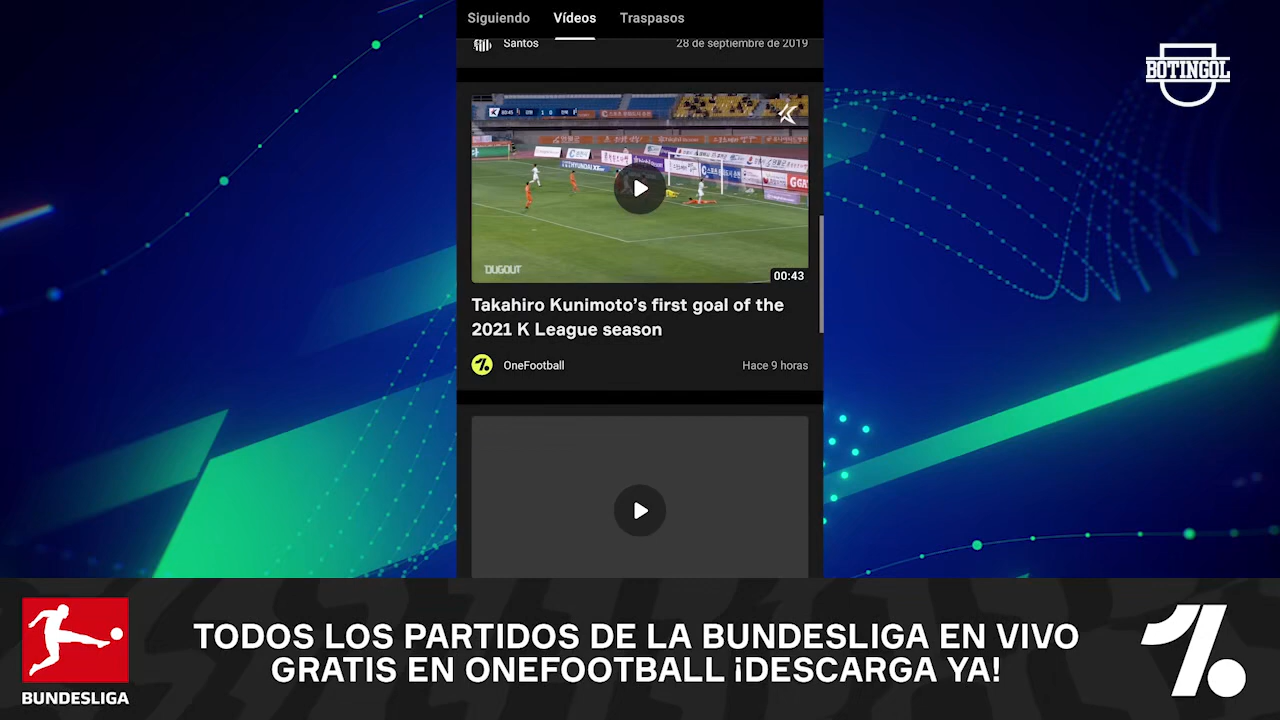 Siguiendo Vídeos Traspasos
Santos 28 de septiembre de 2019
BOTINGOL
DUGOUT
00:43
Takahiro Kunimoto’s first goal of the
2021 K League season
OneFootball Hace 9 horas
TODOS LOS PARTIDOS DE LA BUNDESLIGA EN VIVO
GRATIS EN ONEFOOTBALL ¡DESCARGA YA!
BUNDESLIGA